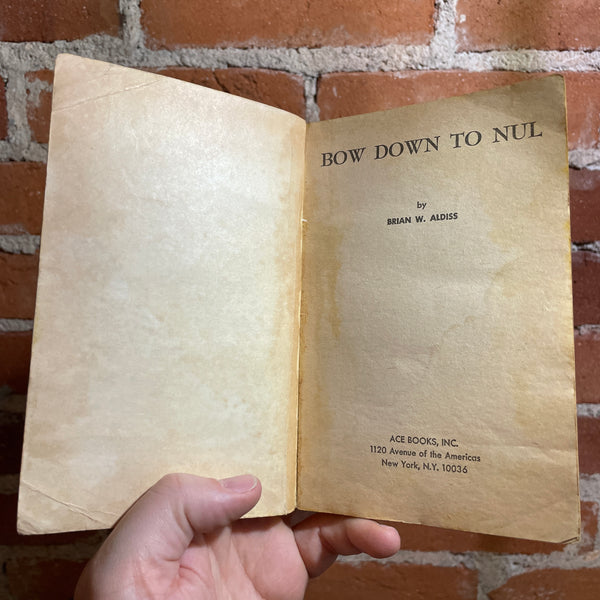 BOW DOWN TO NUL
by
BRIAN W. ALDISS
ACE BOOKS, INC.
1120 Avenue of the Americas
New York, N.Y. 10036